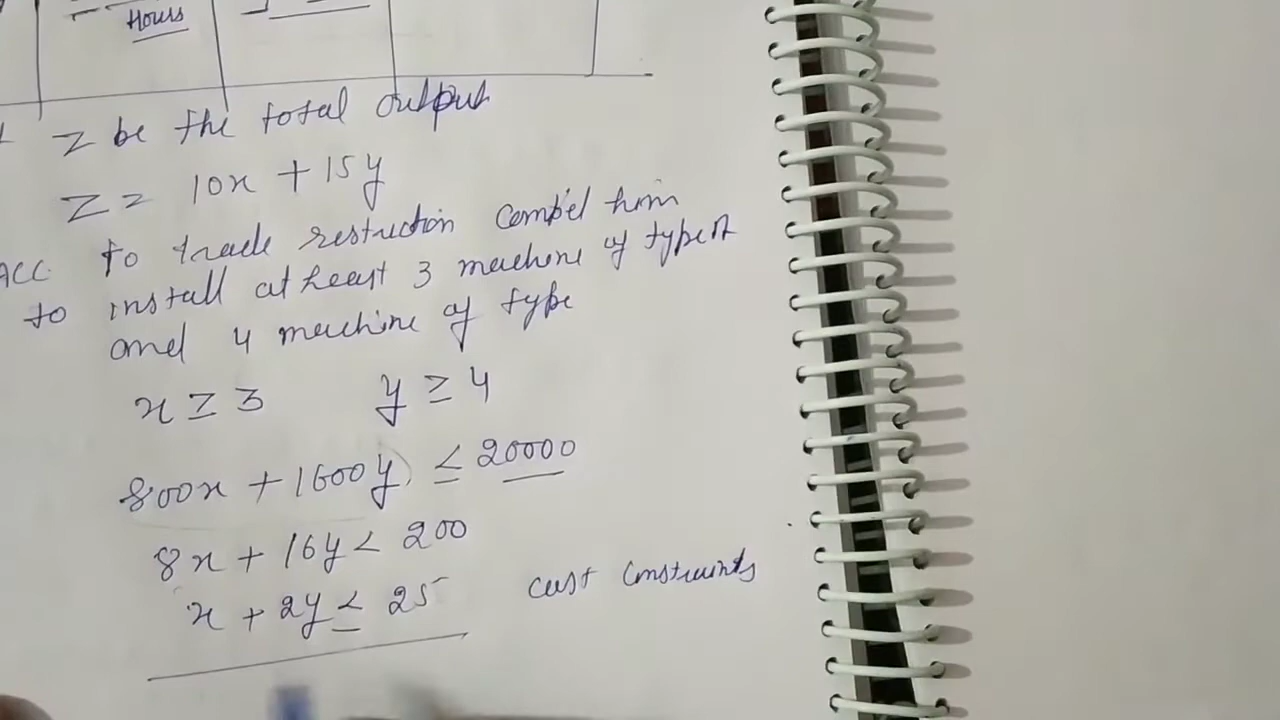 Hours
Z be the total output
Z = 10x + 15y
Acc. to trade restruction compel him
to install at least 3 machine of type A
and 4 machine of type
x ≥ 3 y ≥ 4
800x + 1600y ≤ 20000
8x + 16y < 200
x + 2y ≤ 25 cost constraints